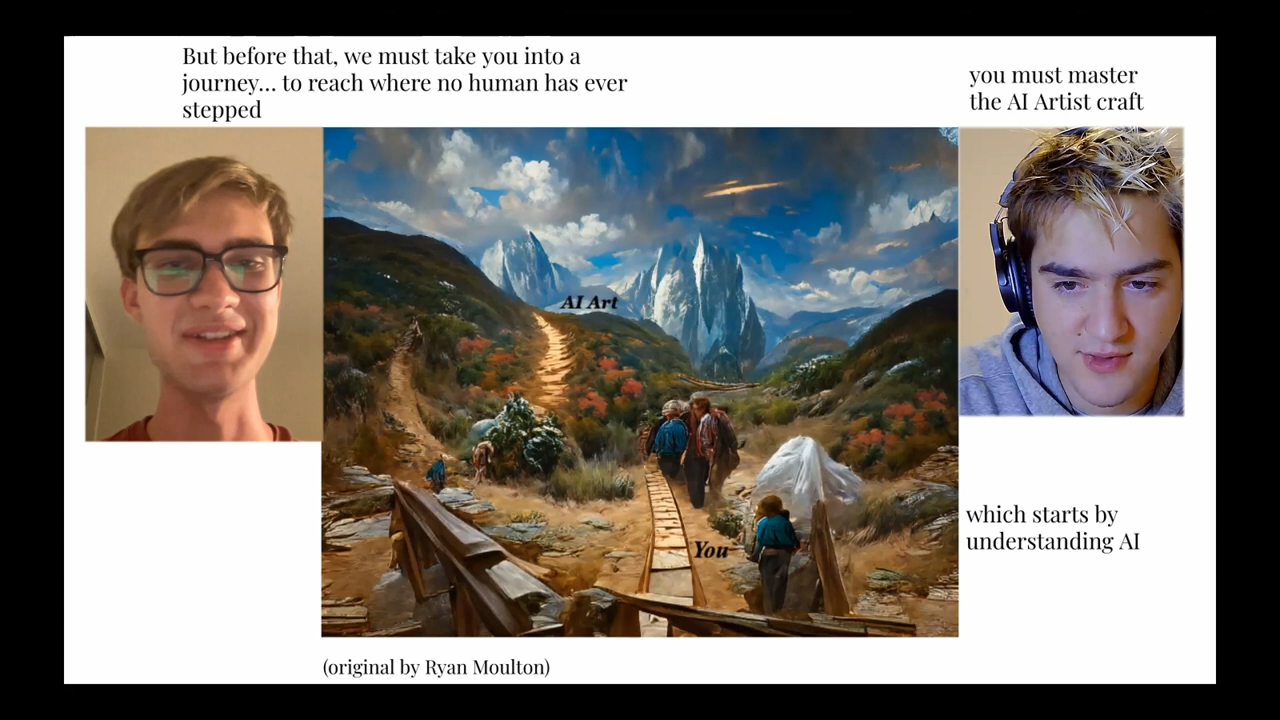 But before that, we must take you into a
journey... to reach where no human has ever
stepped
you must master
the AI Artist craft
AI Art
You
which starts by
understanding AI
(original by Ryan Moulton)